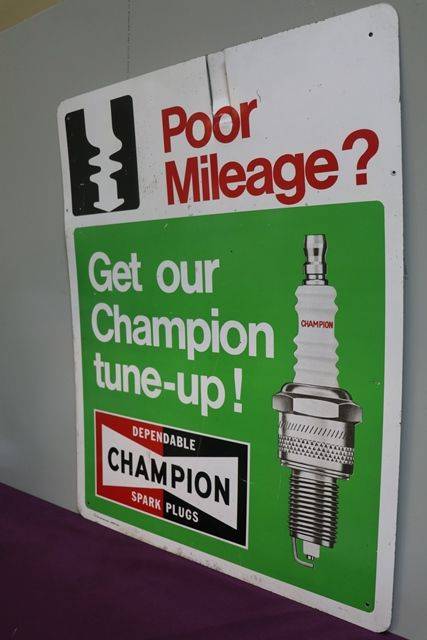 Poor
Mileage?
Get our
Champion
tune-up!
CHAMPION
DEPENDABLE
CHAMPION
SPARK PLUGS